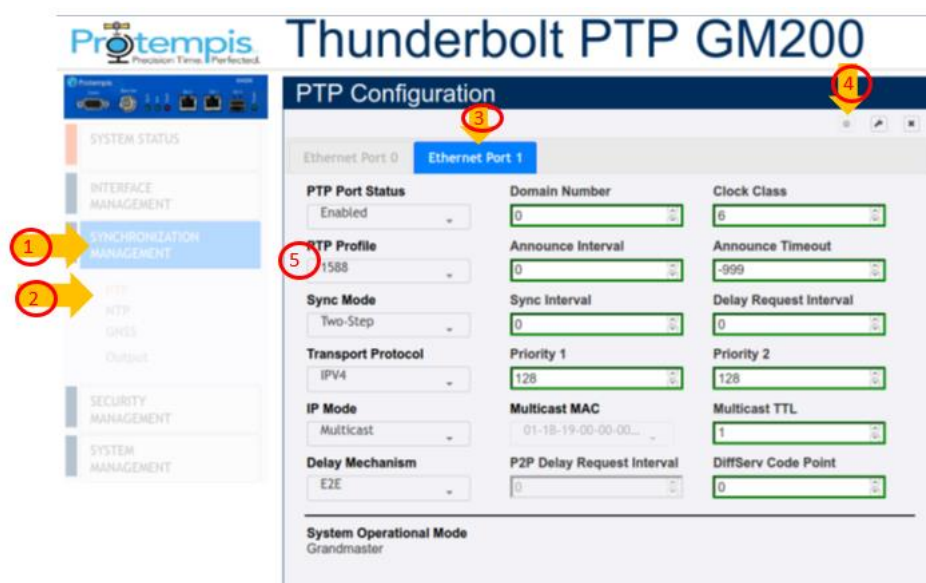 Protempis
Precision Time. Perfected.
Thunderbolt PTP GM200
PTP Configuration
4
3
SYSTEM STATUS
Ethernet Port 0
Ethernet Port 1
INTERFACE
MANAGEMENT
1
SYNCHRONIZATION
MANAGEMENT
2
PTP
NTP
GNSS
Output
SECURITY
MANAGEMENT
SYSTEM
MANAGEMENT
PTP Port Status
Domain Number
Clock Class
Enabled
0
6
5
PTP Profile
Announce Interval
Announce Timeout
1588
0
-999
Sync Mode
Sync Interval
Delay Request Interval
Two-Step
0
0
Transport Protocol
Priority 1
Priority 2
IPV4
128
128
IP Mode
Multicast MAC
Multicast TTL
Multicast
01-1B-19-00-00-00...
1
Delay Mechanism
P2P Delay Request Interval
DiffServ Code Point
E2E
0
0
System Operational Mode
Grandmaster